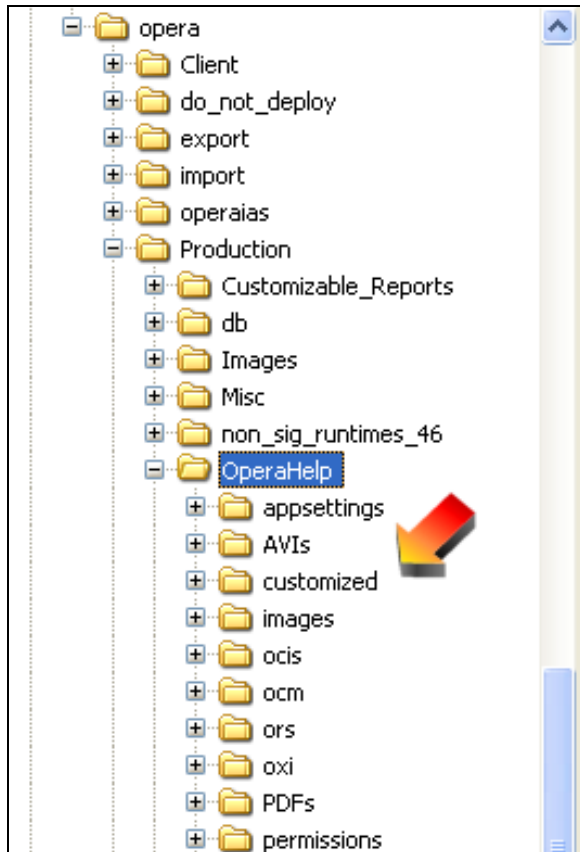 opera
Client
do_not_deploy
export
import
operaias
Production
Customizable_Reports
db
Images
Misc
non_sig_runtimes_46
OperaHelp
appsettings
AVIs
customized
images
ocis
ocm
ors
oxi
PDFs
permissions